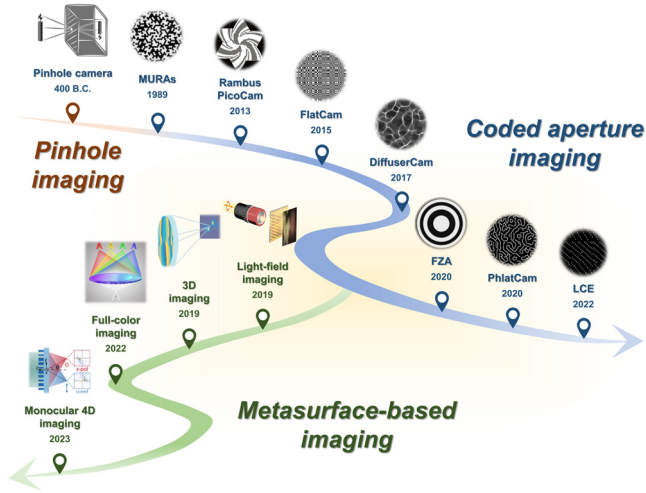 Pinhole camera
400 B.C.
MURAs
1989
Rambus
PicoCam
2013
FlatCam
2015
DiffuserCam
2017
Coded aperture
imaging
Pinhole
imaging
FZA
2020
PhlatCam
2020
LCE
2022
Light-field
imaging
2019
3D
imaging
2019
Full-color
imaging
2022
x-pol
Monocular 4D
imaging
2023
Metasurface-based
imaging